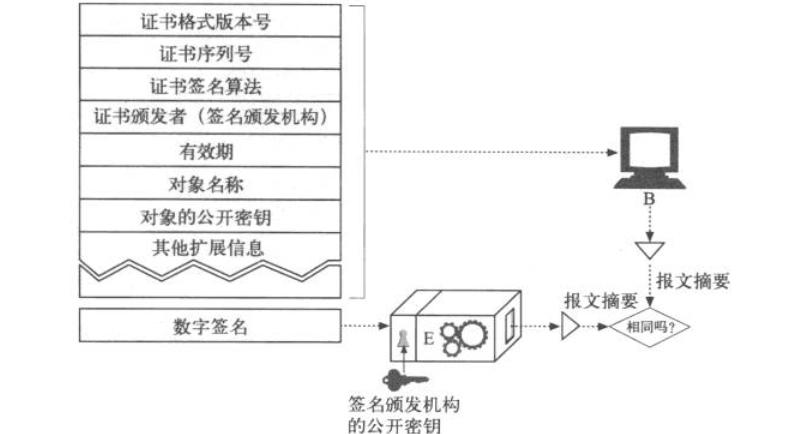 证书格式版本号
证书序列号
证书签名算法
证书颁发者（签名颁发机构）
有效期
对象名称
对象的公开密钥
其他扩展信息
数字签名
E
签名颁发机构
的公开密钥
B
报文摘要
报文摘要
相同吗?